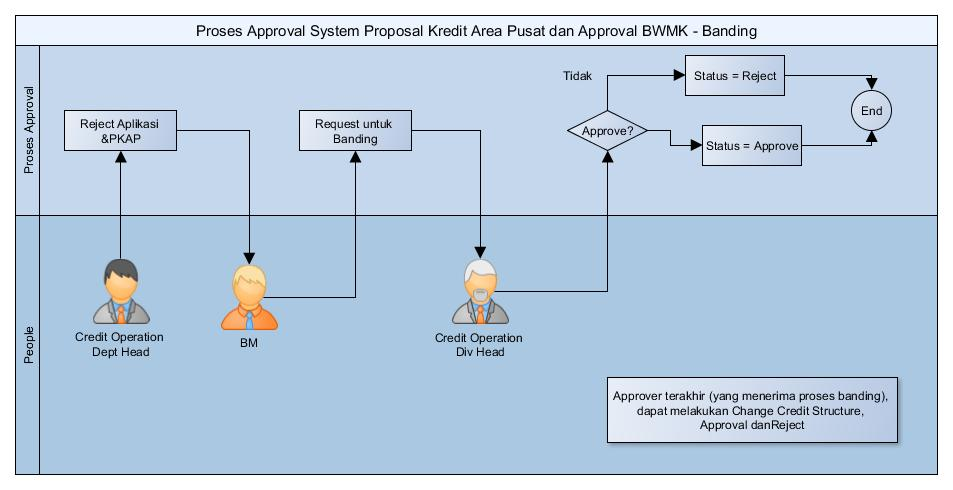 Proses Approval System Proposal Kredit Area Pusat dan Approval BWMK - Banding
Proses Approval
Reject Aplikasi
&PKAP
Request untuk
Banding
Tidak
Approve?
Status = Reject
Status = Approve
End
People
Credit Operation
Dept Head
BM
Credit Operation
Div Head
Approver terakhir (yang menerima proses banding),
dapat melakukan Change Credit Structure,
Approval danReject